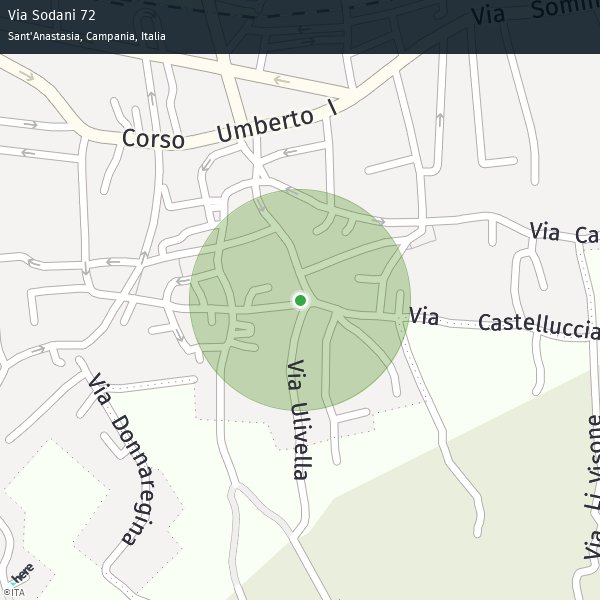 Via Sodani 72
Sant'Anastasia, Campania, Italia
Via Somm
Corso Umberto I
Via Ca
Via Castelluccia
Via Ulivella
Via Donnaregina
Via Li Visone
here
©ITA